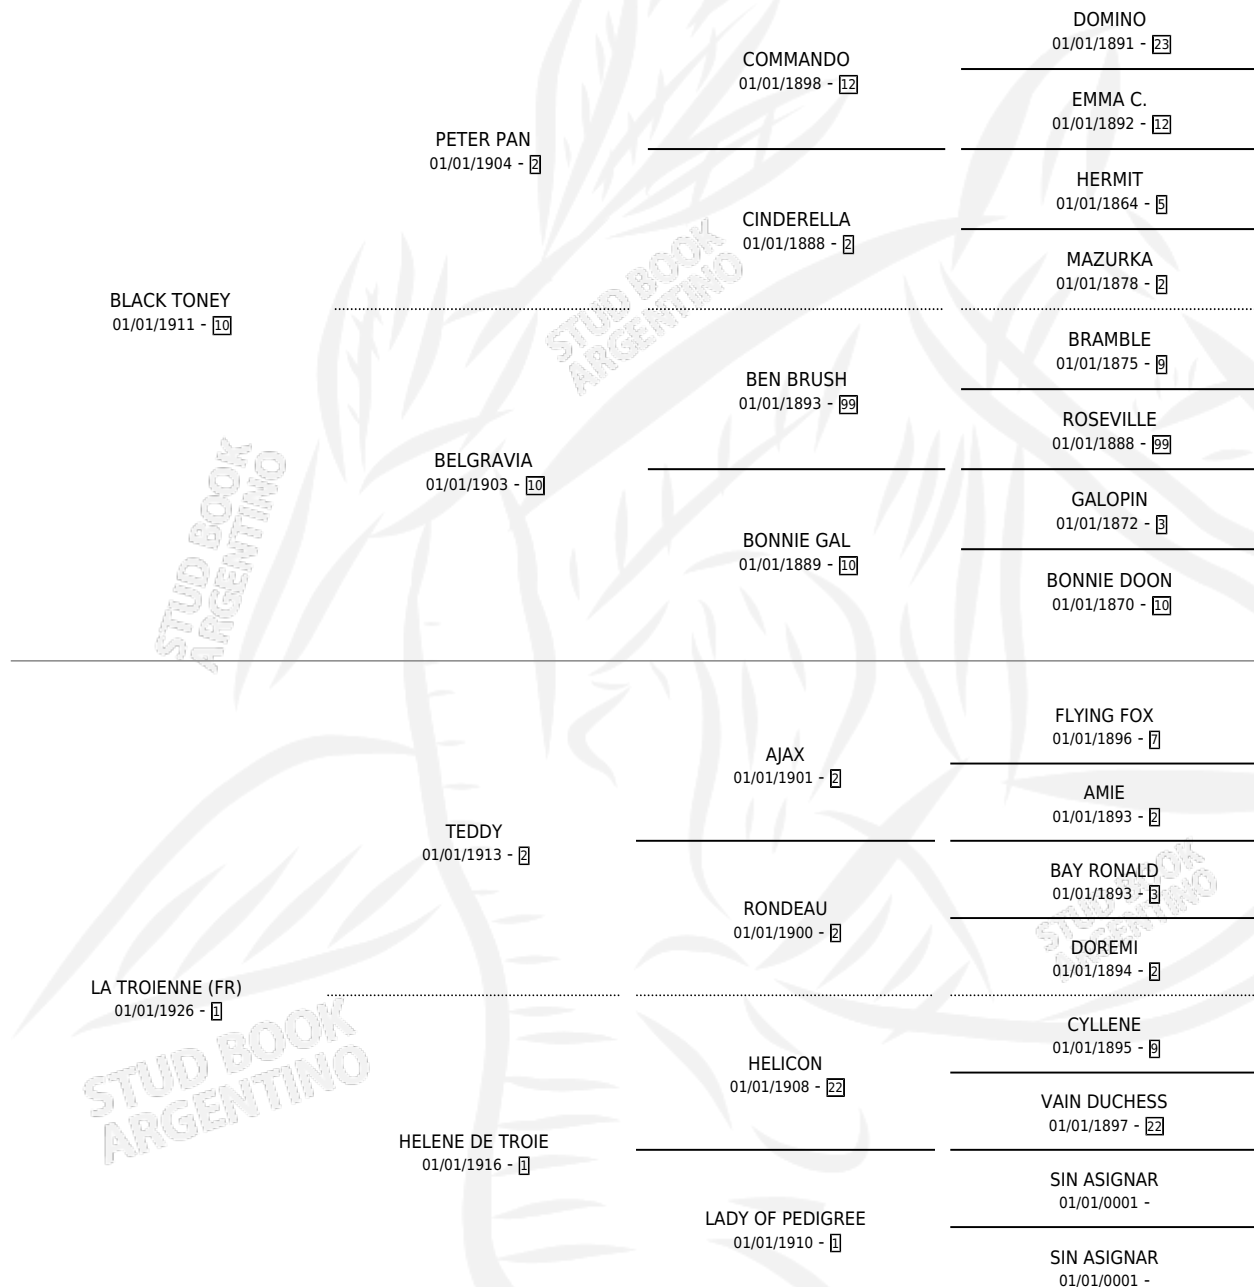 DOMINO
01/01/1891 - 23
COMMANDO
01/01/1898 - 12
EMMA C.
01/01/1892 - 12
PETER PAN
01/01/1904 - 2
HERMIT
01/01/1864 - 5
CINDERELLA
01/01/1888 - 2
MAZURKA
01/01/1878 - 2
BLACK TONEY
01/01/1911 - 10
STUD BOOK
ARGENTINO
BRAMBLE
01/01/1875 - 9
BEN BRUSH
01/01/1893 - 99
ROSEVILLE
01/01/1888 - 99
BELGRAVIA
01/01/1903 - 10
GALOPIN
01/01/1872 - 3
BONNIE GAL
01/01/1889 - 10
BONNIE DOON
01/01/1870 - 10
STUD BOOK
ARGENTINO
FLYING FOX
01/01/1896 - 7
AJAX
01/01/1901 - 2
AMIE
01/01/1893 - 2
TEDDY
01/01/1913 - 2
BAY RONALD
01/01/1893 - 3
RONDEAU
01/01/1900 - 2
STUD BOOK
ARGENTINO
DOREMI
01/01/1894 - 2
LA TROIENNE (FR)
01/01/1926 - 1
CYLLENE
01/01/1895 - 9
HELICON
01/01/1908 - 22
STUD BOOK
ARGENTINO
VAIN DUCHESS
01/01/1897 - 22
HELENE DE TROIE
01/01/1916 - 1
SIN ASIGNAR
01/01/0001 -
LADY OF PEDIGREE
01/01/1910 - 1
SIN ASIGNAR
01/01/0001 -